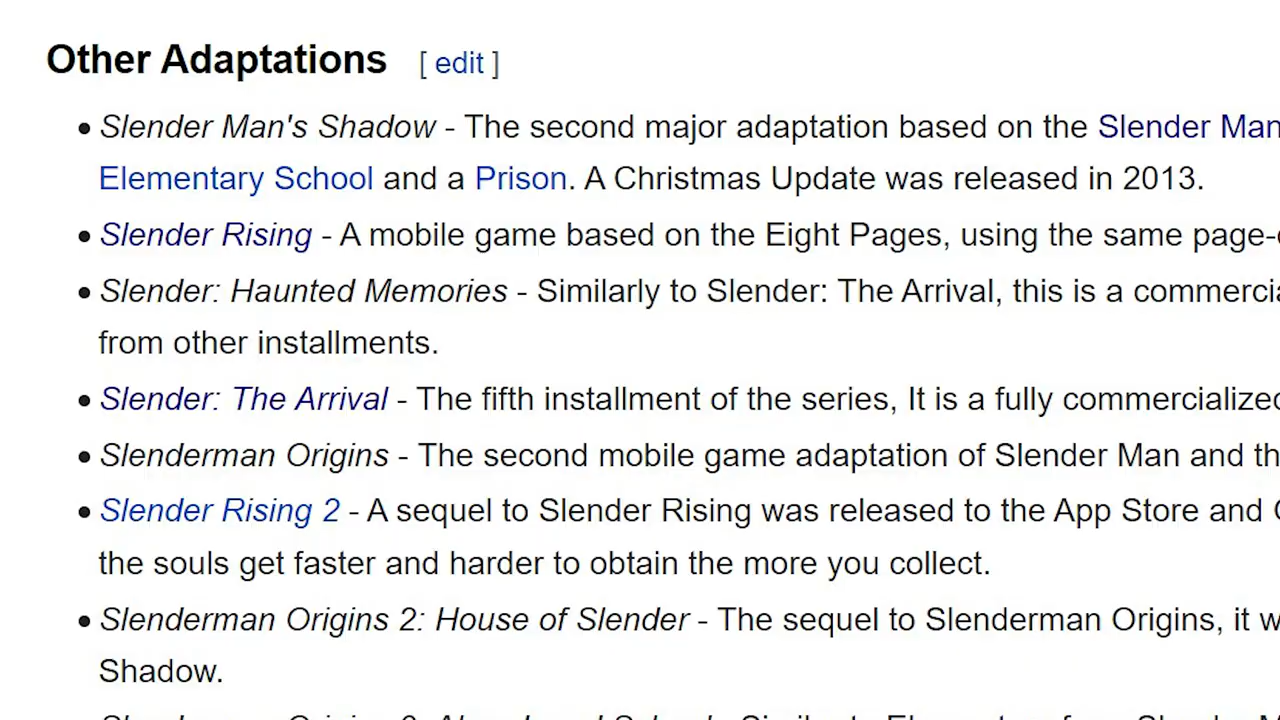 Other Adaptations [ edit ]
• Slender Man's Shadow - The second major adaptation based on the Slender Man
Elementary School and a Prison. A Christmas Update was released in 2013.
• Slender Rising - A mobile game based on the Eight Pages, using the same page-
• Slender: Haunted Memories - Similarly to Slender: The Arrival, this is a commercia
from other installments.
• Slender: The Arrival - The fifth installment of the series, It is a fully commercialized
• Slenderman Origins - The second mobile game adaptation of Slender Man and th
• Slender Rising 2 - A sequel to Slender Rising was released to the App Store and
the souls get faster and harder to obtain the more you collect.
• Slenderman Origins 2: House of Slender - The sequel to Slenderman Origins, it w
Shadow.